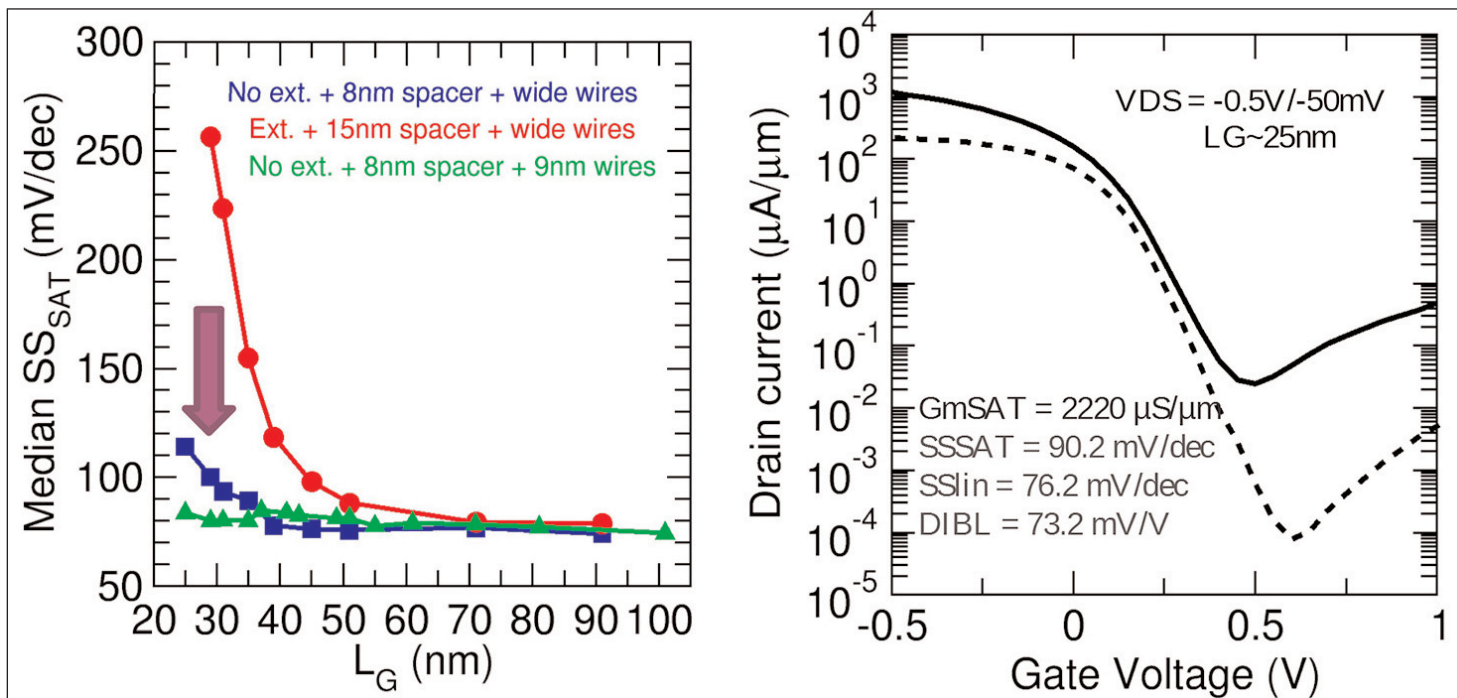 300
250
200
150
100
50
Median SS_SAT (mV/dec)
No ext. + 8nm spacer + wide wires
Ext. + 15nm spacer + wide wires
No ext. + 8nm spacer + 9nm wires
20 30 40 50 60 70 80 90 100
L_G (nm)
10^4
10^3
10^2
10^1
10^0
10^-1
10^-2
10^-3
10^-4
10^-5
Drain current (µA/µm)
VDS = -0.5V/-50mV
LG~25nm
GmSAT = 2220 µS/µm
SSSAT = 90.2 mV/dec
SSlin = 76.2 mV/dec
DIBL = 73.2 mV/V
-0.5 0 0.5 1
Gate Voltage (V)